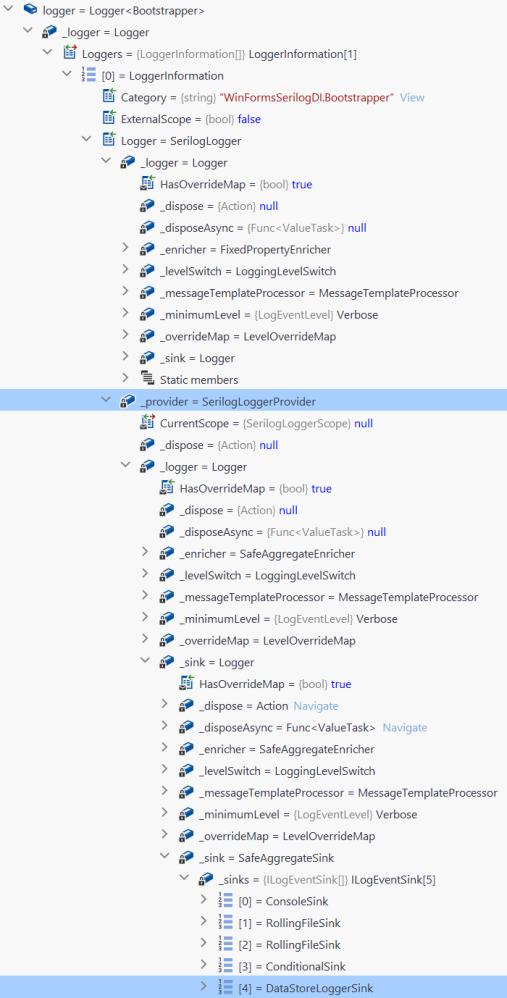 logger = Logger<Bootstrapper>
_logger = Logger
Loggers = {LoggerInformation[]} LoggerInformation[1]
[0] = LoggerInformation
Category = {string} "WinFormsSerilogDI.Bootstrapper" View
ExternalScope = {bool} false
Logger = SerilogLogger
_logger = Logger
HasOverrideMap = {bool} true
_dispose = {Action} null
_disposeAsync = {Func<ValueTask>} null
_enricher = FixedPropertyEnricher
_levelSwitch = LoggingLevelSwitch
_messageTemplateProcessor = MessageTemplateProcessor
_minimumLevel = {LogEventLevel} Verbose
_overrideMap = LevelOverrideMap
_sink = Logger
Static members
_provider = SerilogLoggerProvider
CurrentScope = {SerilogLoggerScope} null
_dispose = {Action} null
_logger = Logger
HasOverrideMap = {bool} true
_dispose = {Action} null
_disposeAsync = {Func<ValueTask>} null
_enricher = SafeAggregateEnricher
_levelSwitch = LoggingLevelSwitch
_messageTemplateProcessor = MessageTemplateProcessor
_minimumLevel = {LogEventLevel} Verbose
_overrideMap = LevelOverrideMap
_sink = Logger
HasOverrideMap = {bool} true
_dispose = Action Navigate
_disposeAsync = Func<ValueTask> Navigate
_enricher = SafeAggregateEnricher
_levelSwitch = LoggingLevelSwitch
_messageTemplateProcessor = MessageTemplateProcessor
_minimumLevel = {LogEventLevel} Verbose
_overrideMap = LevelOverrideMap
_sink = SafeAggregateSink
_sinks = {ILogEventSink[]} ILogEventSink[5]
[0] = ConsoleSink
[1] = RollingFileSink
[2] = RollingFileSink
[3] = ConditionalSink
[4] = DataStoreLoggerSink